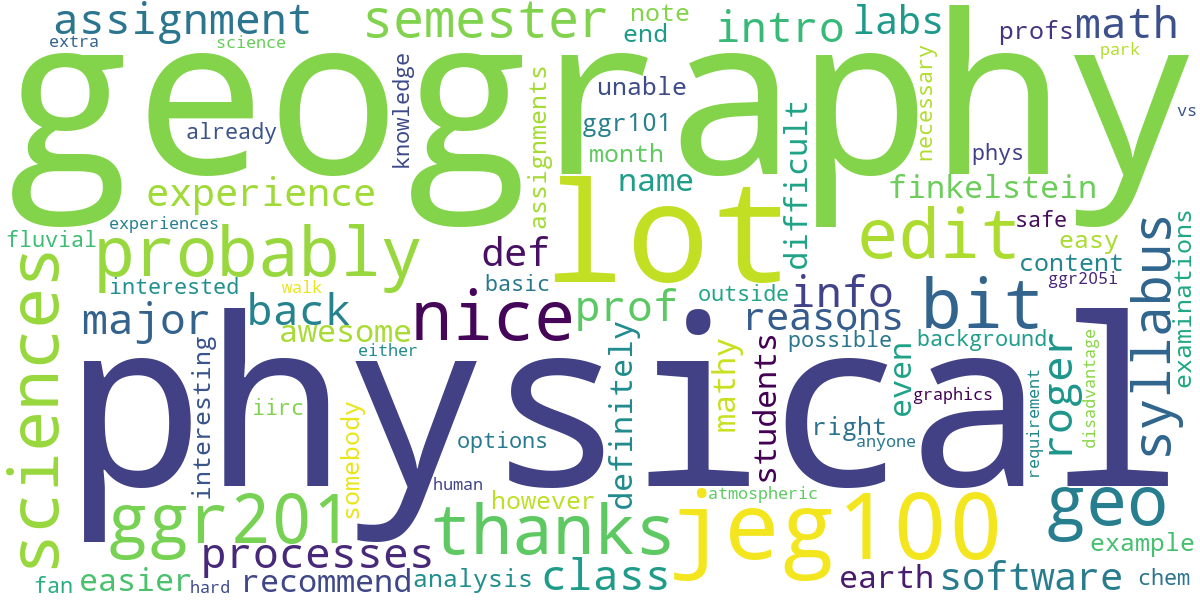 assignment
semester
note
end
intro
labs
profs
math
extra
science
park
geography
knowledge
unable
necessary
vs
already
ggr101
assignments
month
difficult
phys
experience
name
finkelstein
experiences
lot
edit
safe
examinations
fluvial
probably
def
easy
content
interested
walk
basic
outside
info
ggr205i
sciences
back
nice
prof
reasons
bit
syllabus
major
awesome
possible
background
physical
either
interesting
definitely
mathy
students
even
roger
disadvantage
iirc
somebody
options
right
anyone
graphics
requirement
human
however
atmospheric
ggr201
thanks
jeg100
geo
processes
example
fan
easier
hard
recommend
analysis
class
earth
software
chem